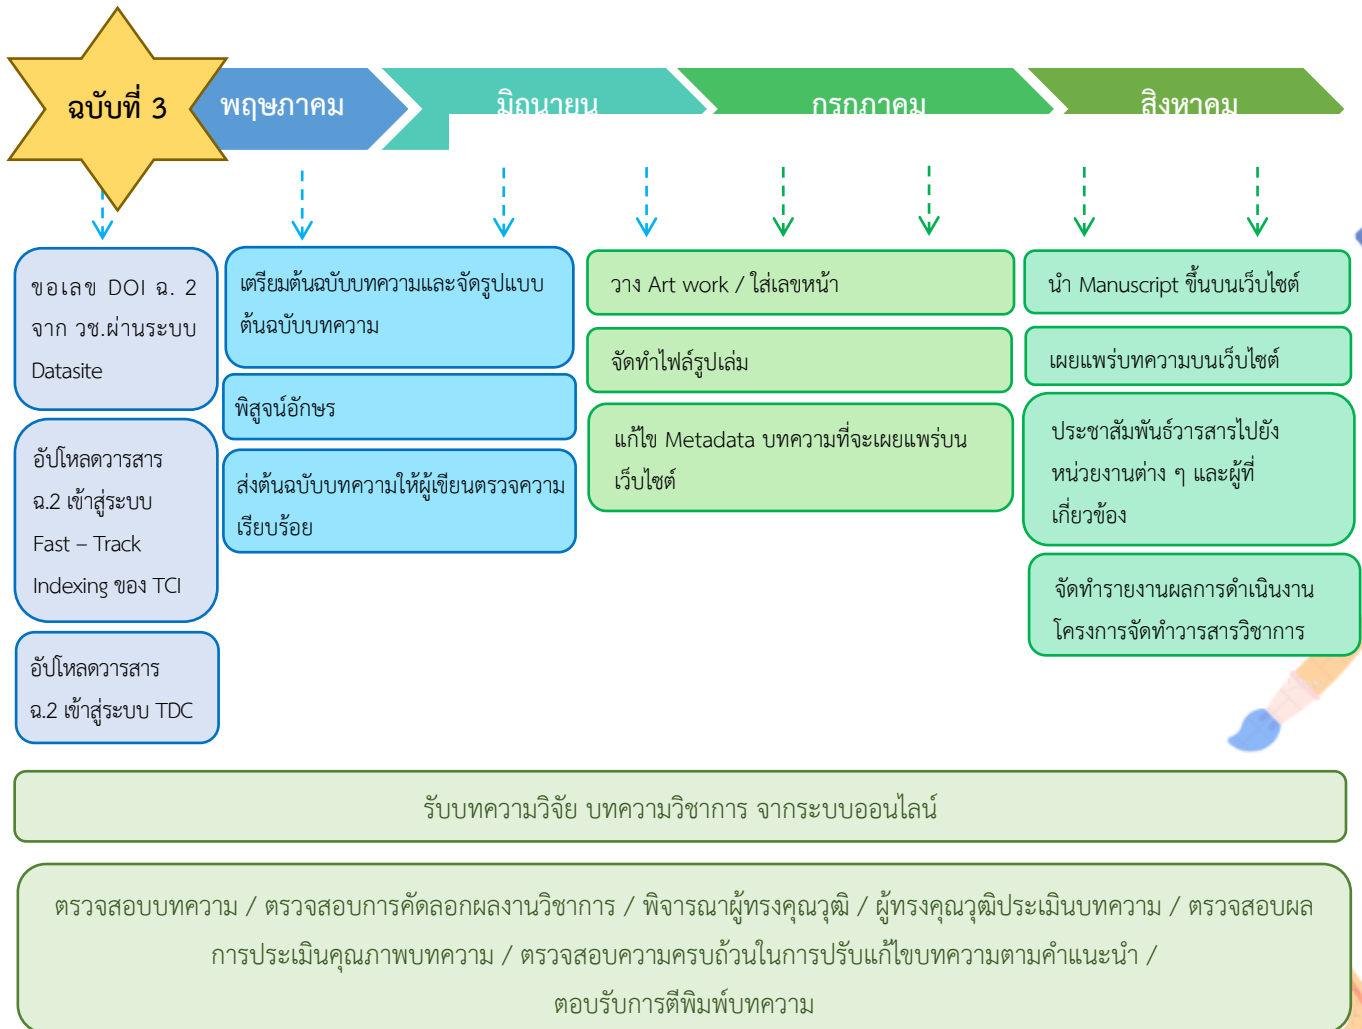 ฉบับที่ 3
พฤษภาคม
มิถุนายน
กรกฎาคม
สิงหาคม
ขอเลข DOI ฉ. 2
จาก วช.ผ่านระบบ
Datasite
อัปโหลดวารสาร
ฉ.2 เข้าสู่ระบบ
Fast – Track
Indexing ของ TCI
อัปโหลดวารสาร
ฉ.2 เข้าสู่ระบบ TDC
เตรียมต้นฉบับบทความและจัดรูปแบบ
ต้นฉบับบทความ
พิสูจน์อักษร
ส่งต้นฉบับบทความให้ผู้เขียนตรวจความ
เรียบร้อย
วาง Art work / ใส่เลขหน้า
จัดทำไฟล์รูปเล่ม
แก้ไข Metadata บทความที่จะเผยแพร่บน
เว็บไซต์
นำ Manuscript ขึ้นบนเว็บไซต์
เผยแพร่บทความบนเว็บไซต์
ประชาสัมพันธ์วารสารไปยัง
หน่วยงานต่าง ๆ และผู้ที่
เกี่ยวข้อง
จัดทำรายงานผลการดำเนินงาน
โครงการจัดทำวารสารวิชาการ
รับบทความวิจัย บทความวิชาการ จากระบบออนไลน์
ตรวจสอบบทความ / ตรวจสอบการคัดลอกผลงานวิชาการ / พิจารณาผู้ทรงคุณวุฒิ / ผู้ทรงคุณวุฒิประเมินบทความ / ตรวจสอบผล
การประเมินคุณภาพบทความ / ตรวจสอบความครบถ้วนในการปรับแก้ไขบทความตามคำแนะนำ /
ตอบรับการตีพิมพ์บทความ